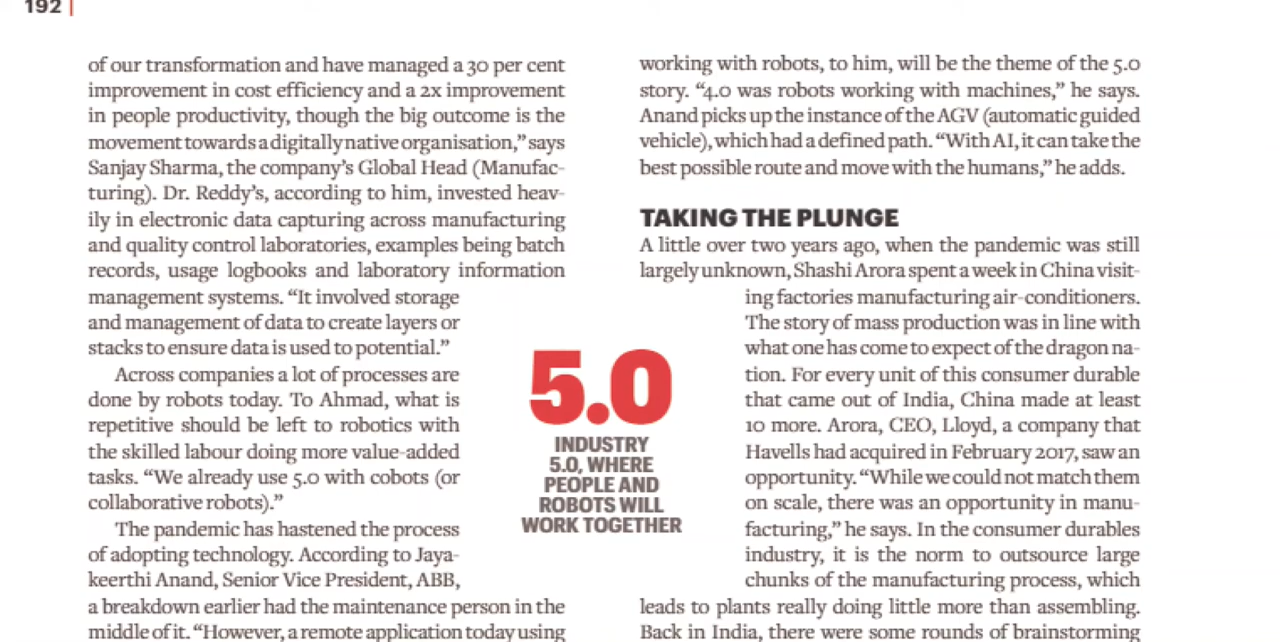 192
of our transformation and have managed a 30 per cent
improvement in cost efficiency and a 2x improvement
in people productivity, though the big outcome is the
movement towards a digitally native organisation,” says
Sanjay Sharma, the company’s Global Head (Manufac-
turing). Dr. Reddy’s, according to him, invested heav-
ily in electronic data capturing across manufacturing
and quality control laboratories, examples being batch
records, usage logbooks and laboratory information
management systems. “It involved storage
and management of data to create layers or
stacks to ensure data is used to potential.”
Across companies a lot of processes are
done by robots today. To Ahmad, what is
repetitive should be left to robotics with
the skilled labour doing more value-added
tasks. “We already use 5.0 with cobots (or
collaborative robots).”
The pandemic has hastened the process
of adopting technology. According to Jaya-
keerthi Anand, Senior Vice President, ABB,
a breakdown earlier had the maintenance person in the
middle of it. “However, a remote application today using
5.0
INDUSTRY
5.0, WHERE
PEOPLE AND
ROBOTS WILL
WORK TOGETHER
working with robots, to him, will be the theme of the 5.0
story. “4.0 was robots working with machines,” he says.
Anand picks up the instance of the AGV (automatic guided
vehicle), which had a defined path. “With AI, it can take the
best possible route and move with the humans,” he adds.
TAKING THE PLUNGE
A little over two years ago, when the pandemic was still
largely unknown, Shashi Arora spent a week in China visit-
ing factories manufacturing air-conditioners.
The story of mass production was in line with
what one has come to expect of the dragon na-
tion. For every unit of this consumer durable
that came out of India, China made at least
10 more. Arora, CEO, Lloyd, a company that
Havells had acquired in February 2017, saw an
opportunity. “While we could not match them
on scale, there was an opportunity in manu-
facturing,” he says. In the consumer durables
industry, it is the norm to outsource large
chunks of the manufacturing process, which
leads to plants really doing little more than assembling.
Back in India, there were some rounds of brainstorming